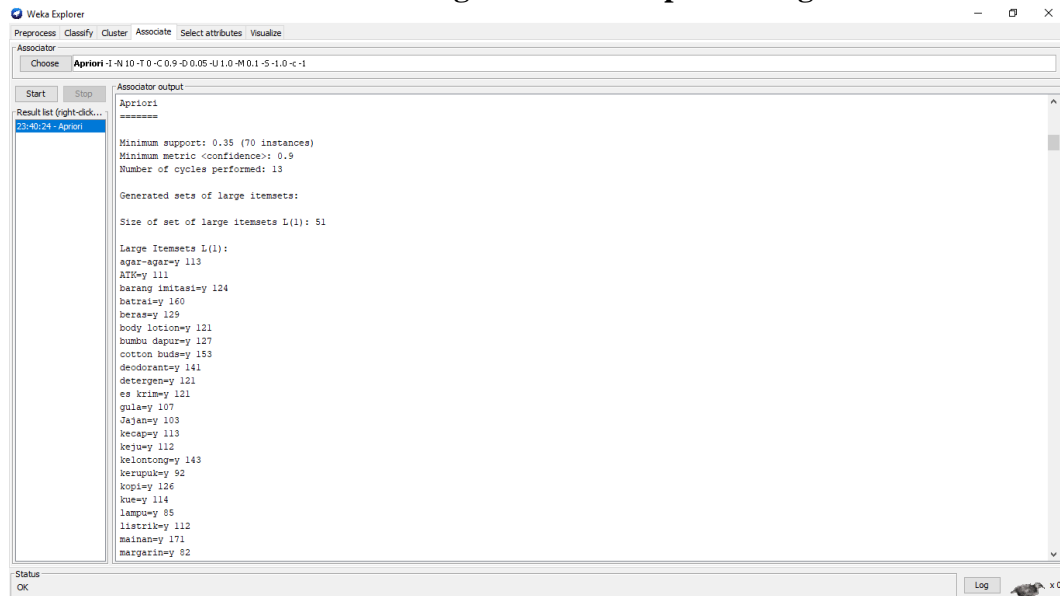 Weka Explorer
Preprocess Classify Cluster Associate Select attributes Visualize
Associator
Choose Apriori -I -N 10 -T 0 -C 0.9 -D 0.05 -U 1.0 -M 0.1 -S -1.0 -c -1
Start Stop
Result list (right-click...
23:40:24 - Apriori
Associator output
Apriori
=======
Minimum support: 0.35 (70 instances)
Minimum metric <confidence>: 0.9
Number of cycles performed: 13
Generated sets of large itemsets:
Size of set of large itemsets L(1): 51
Large Itemsets L(1):
agar-agar=y 113
ATK=y 111
barang imitasi=y 124
batrai=y 160
beras=y 129
body lotion=y 121
bumbu dapur=y 127
cotton buds=y 153
deodorant=y 141
detergen=y 121
es krim=y 121
gula=y 107
Jajan=y 103
kecap=y 113
keju=y 112
kelontong=y 143
kerupuk=y 92
kopi=y 126
kue=y 114
lampu=y 85
listrik=y 112
mainan=y 171
margarin=y 82
Status
OK
Log
x 0